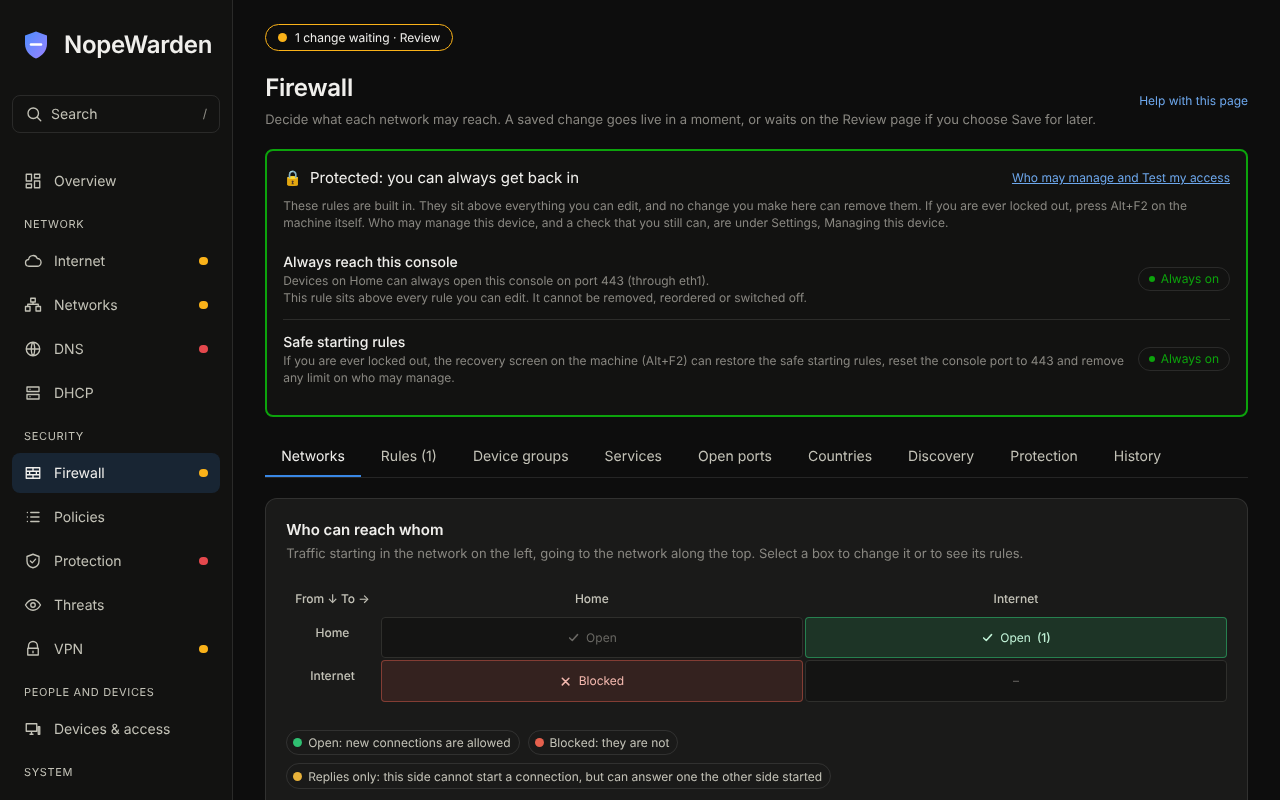 NopeWarden
Search /
Overview
NETWORK
Internet
Networks
DNS
DHCP
SECURITY
Firewall
Policies
Protection
Threats
VPN
PEOPLE AND DEVICES
Devices & access
SYSTEM
1 change waiting · Review
Firewall
Help with this page
Decide what each network may reach. A saved change goes live in a moment, or waits on the Review page if you choose Save for later.
Protected: you can always get back in
Who may manage and Test my access
These rules are built in. They sit above everything you can edit, and no change you make here can remove them. If you are ever locked out, press Alt+F2 on the
machine itself. Who may manage this device, and a check that you still can, are under Settings, Managing this device.
Always reach this console
Devices on Home can always open this console on port 443 (through eth1).
This rule sits above every rule you can edit. It cannot be removed, reordered or switched off.
Always on
Safe starting rules
If you are ever locked out, the recovery screen on the machine (Alt+F2) can restore the safe starting rules, reset the console port to 443 and remove
any limit on who may manage.
Always on
Networks Rules (1) Device groups Services Open ports Countries Discovery Protection History
Who can reach whom
Traffic starting in the network on the left, going to the network along the top. Select a box to change it or to see its rules.
From ↓ To → Home Internet
Home ✓ Open ✓ Open (1)
Internet ✕ Blocked –
Open: new connections are allowed
Blocked: they are not
Replies only: this side cannot start a connection, but can answer one the other side started